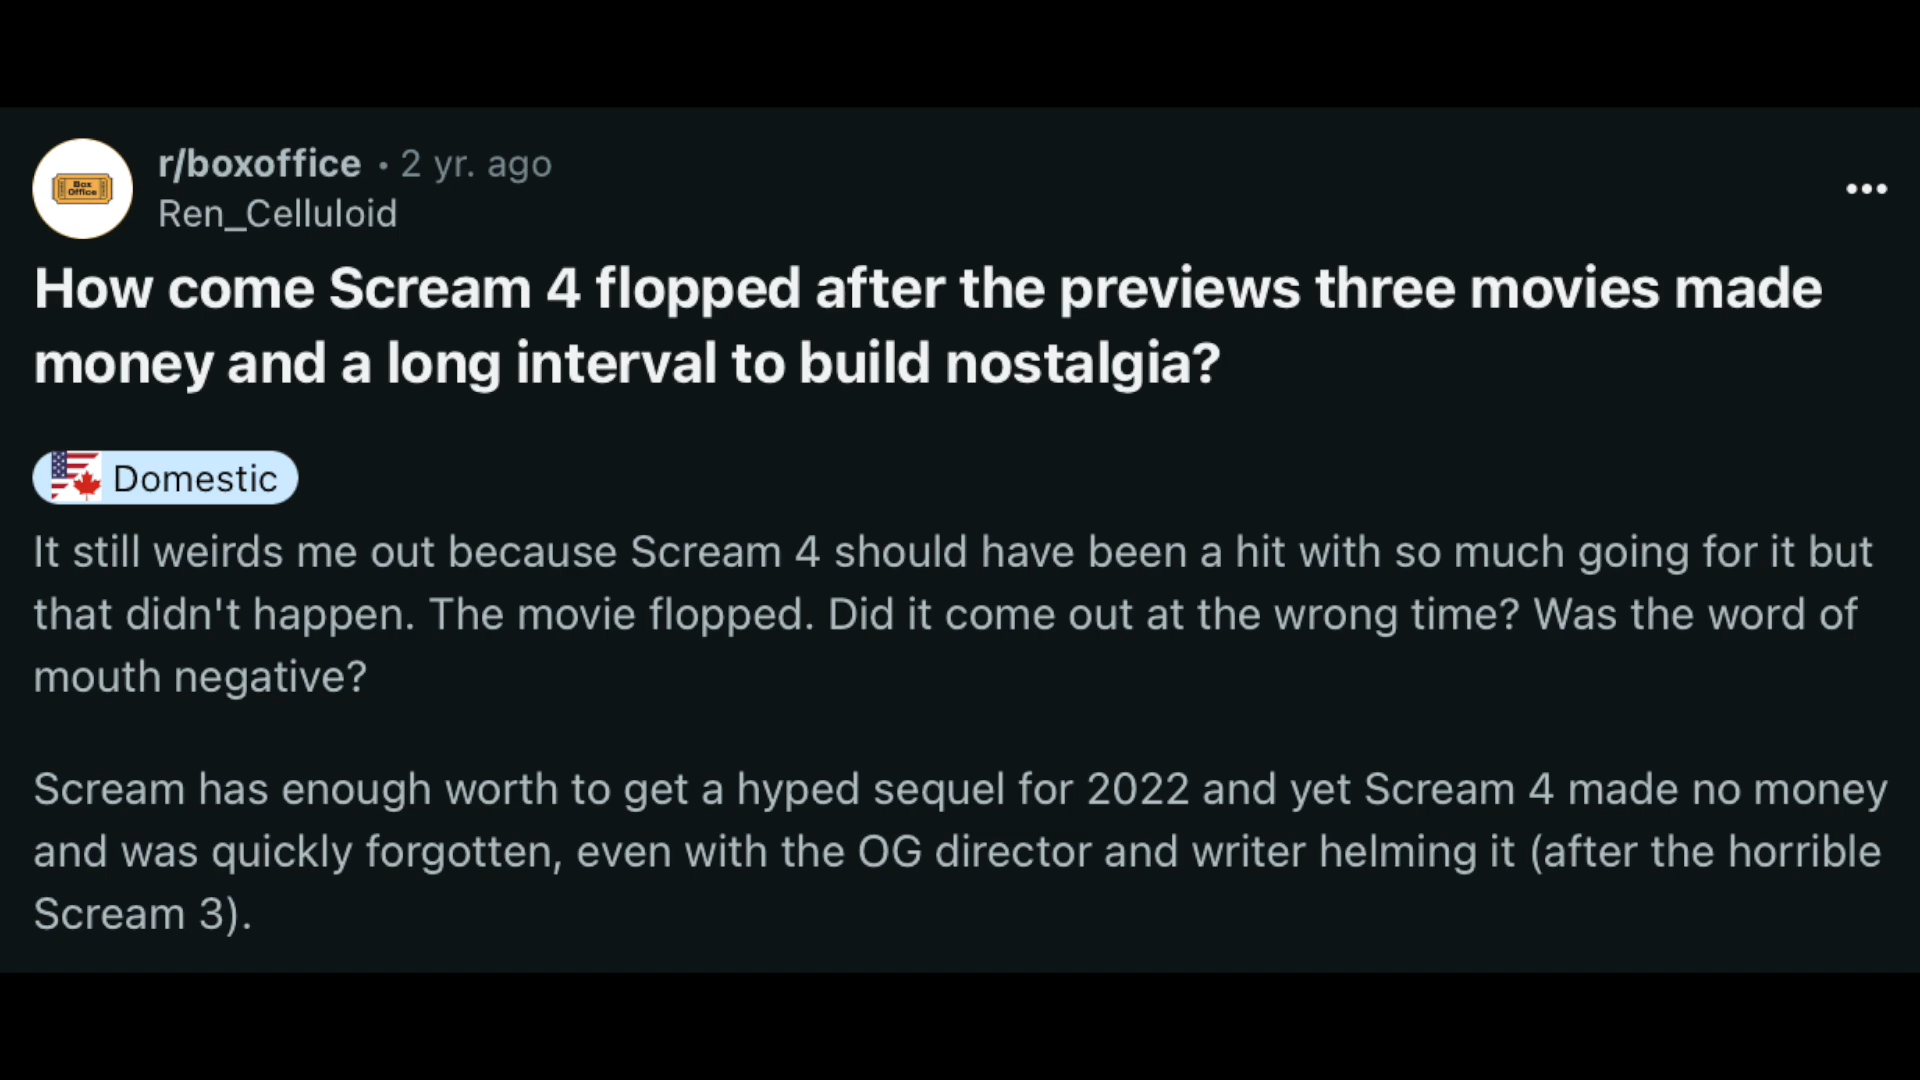 Box
Office
r/boxoffice • 2 yr. ago
Ren_Celluloid
How come Scream 4 flopped after the previews three movies made
money and a long interval to build nostalgia?
Domestic
It still weirds me out because Scream 4 should have been a hit with so much going for it but
that didn't happen. The movie flopped. Did it come out at the wrong time? Was the word of
mouth negative?
Scream has enough worth to get a hyped sequel for 2022 and yet Scream 4 made no money
and was quickly forgotten, even with the OG director and writer helming it (after the horrible
Scream 3).